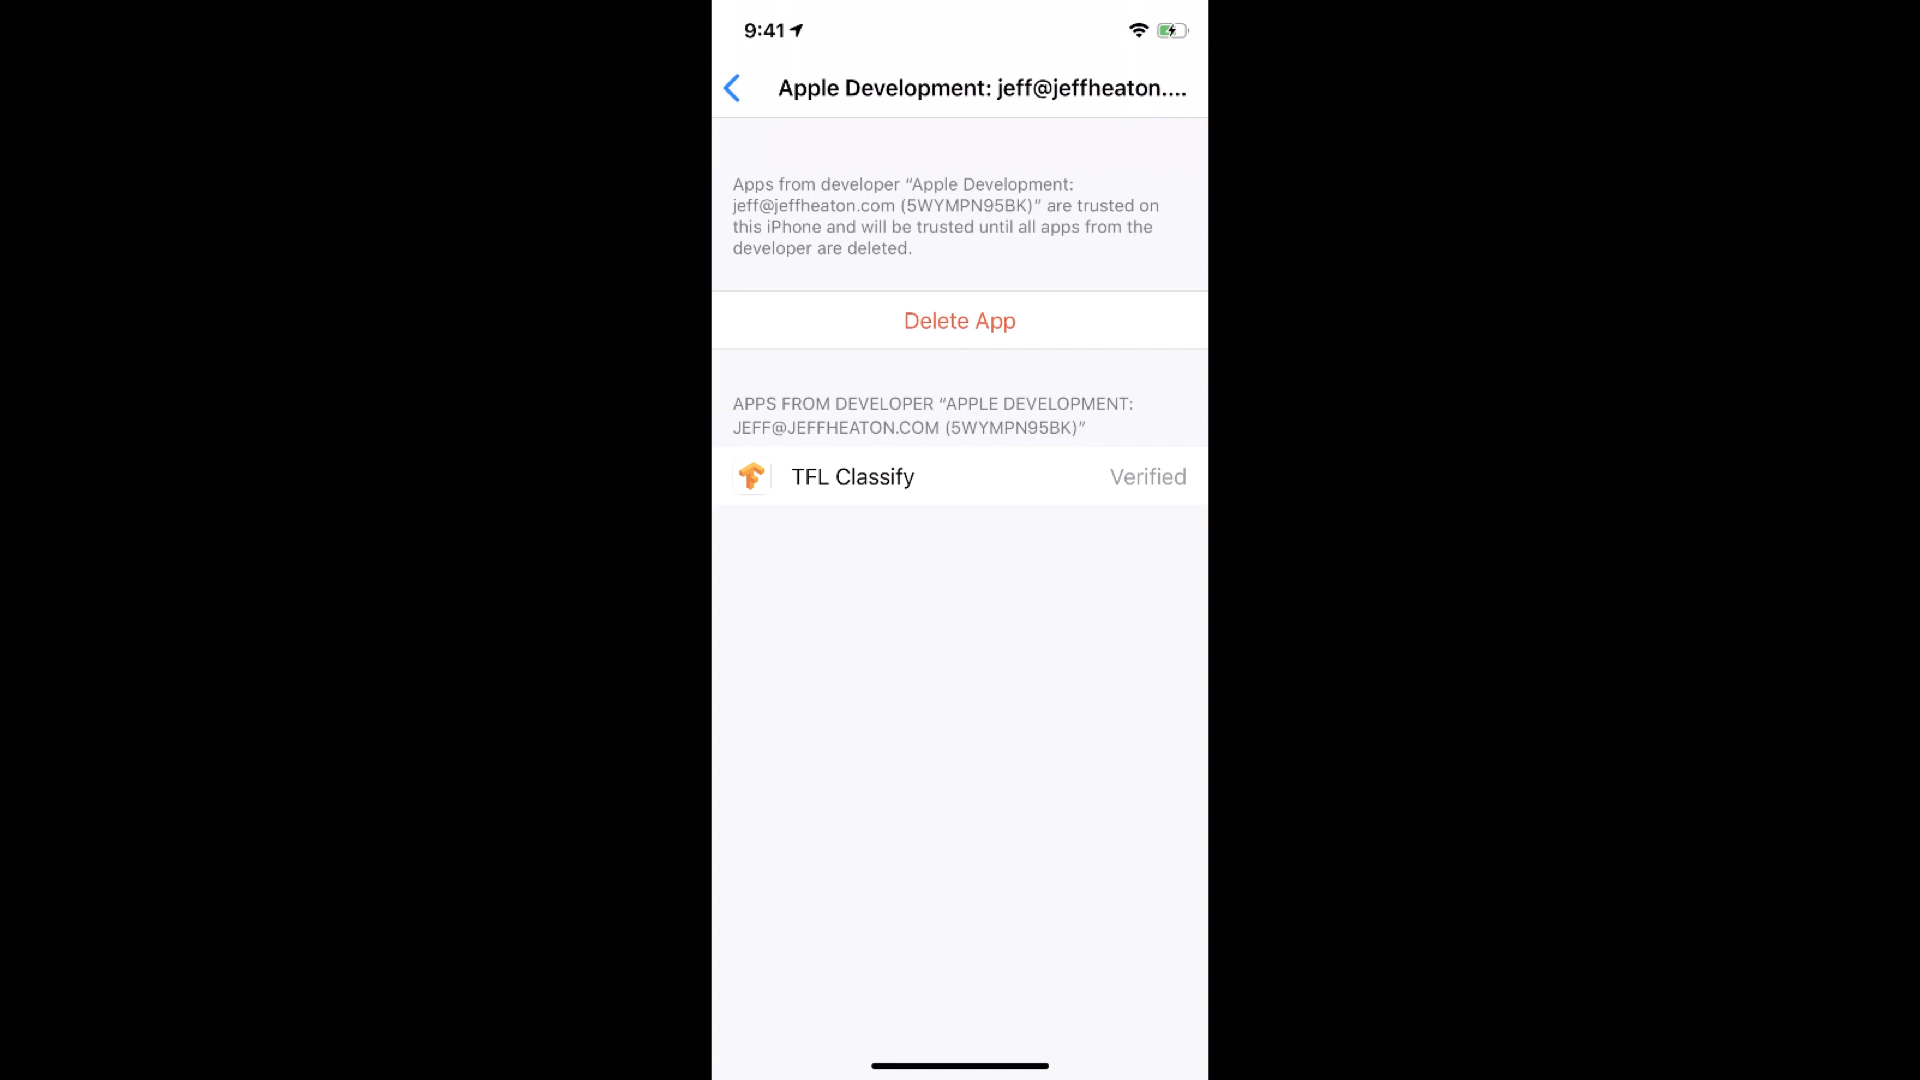 9:41
Apple Development: jeff@jeffheaton....
Apps from developer “Apple Development:
jeff@jeffheaton.com (5WYMPN95BK)” are trusted on
this iPhone and will be trusted until all apps from the
developer are deleted.
Delete App
APPS FROM DEVELOPER “APPLE DEVELOPMENT:
JEFF@JEFFHEATON.COM (5WYMPN95BK)”
TFL Classify Verified